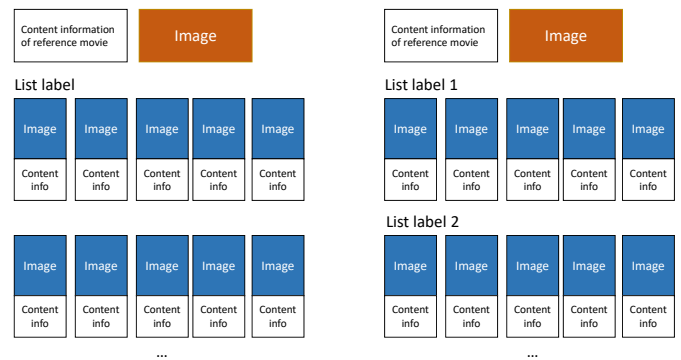 Content information
of reference movie
Image
Content information
of reference movie
Image
List label
List label 1
Image Image Image Image Image
Image Image Image Image Image
Content Content Content Content Content
info info info info info
Content Content Content Content Content
info info info info info
List label 2
Image Image Image Image Image
Image Image Image Image Image
Content Content Content Content Content
info info info info info
Content Content Content Content Content
info info info info info
...
...